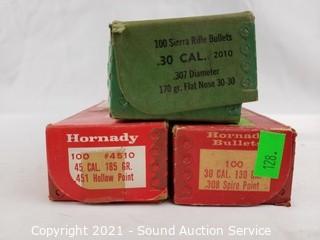 100 Sierra Rifle Bullets
.30 CAL. 2010
.307 Diameter
170 gr. Flat Nose 30-30
Hornady
100 #4510
45 CAL. 185 GR.
.451 Hollow Point
Hornady
Bullets
100
30 CAL. 130 G
.308 Spire Point
128.
Copyright 2021 - Sound Auction Service